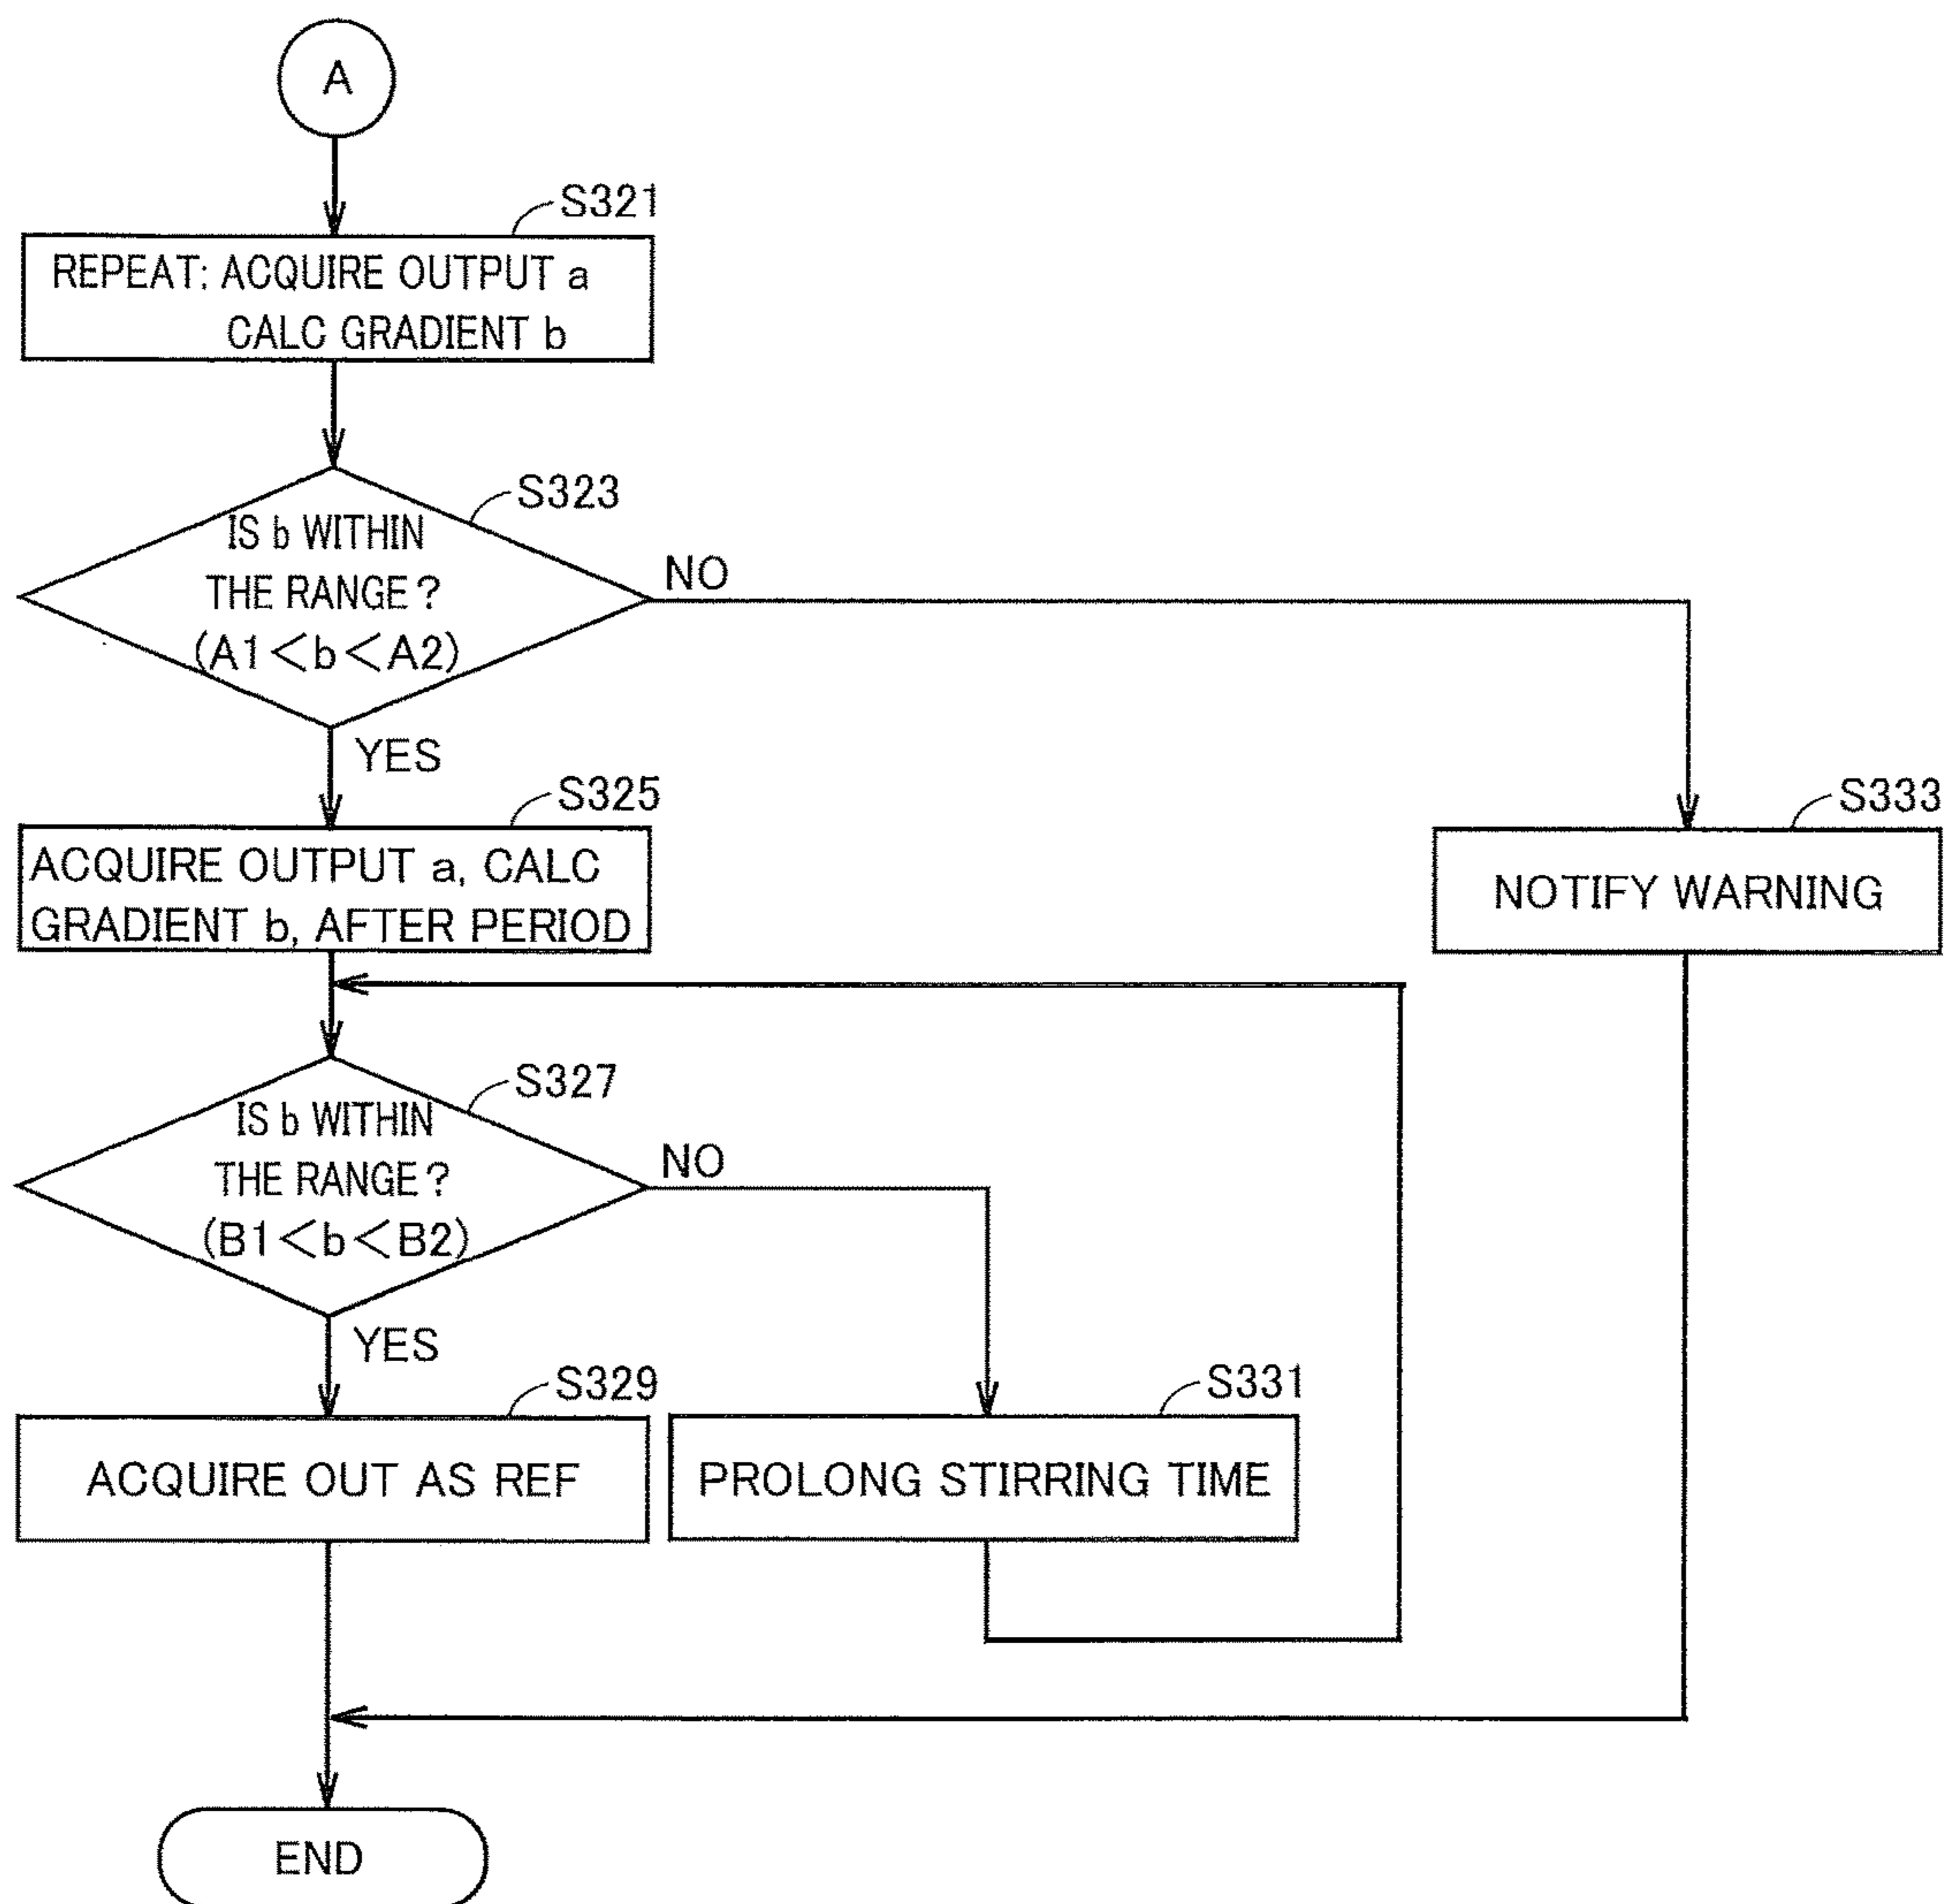 A
S321
REPEAT; ACQUIRE OUTPUT a
CALC GRADIENT b
S323
IS b WITHIN
THE RANGE?
(A1<b<A2)
NO
YES
S325
ACQUIRE OUTPUT a, CALC
GRADIENT b, AFTER PERIOD
S333
NOTIFY WARNING
S327
IS b WITHIN
THE RANGE?
(B1<b<B2)
NO
YES
S329
ACQUIRE OUT AS REF
S331
PROLONG STIRRING TIME
END